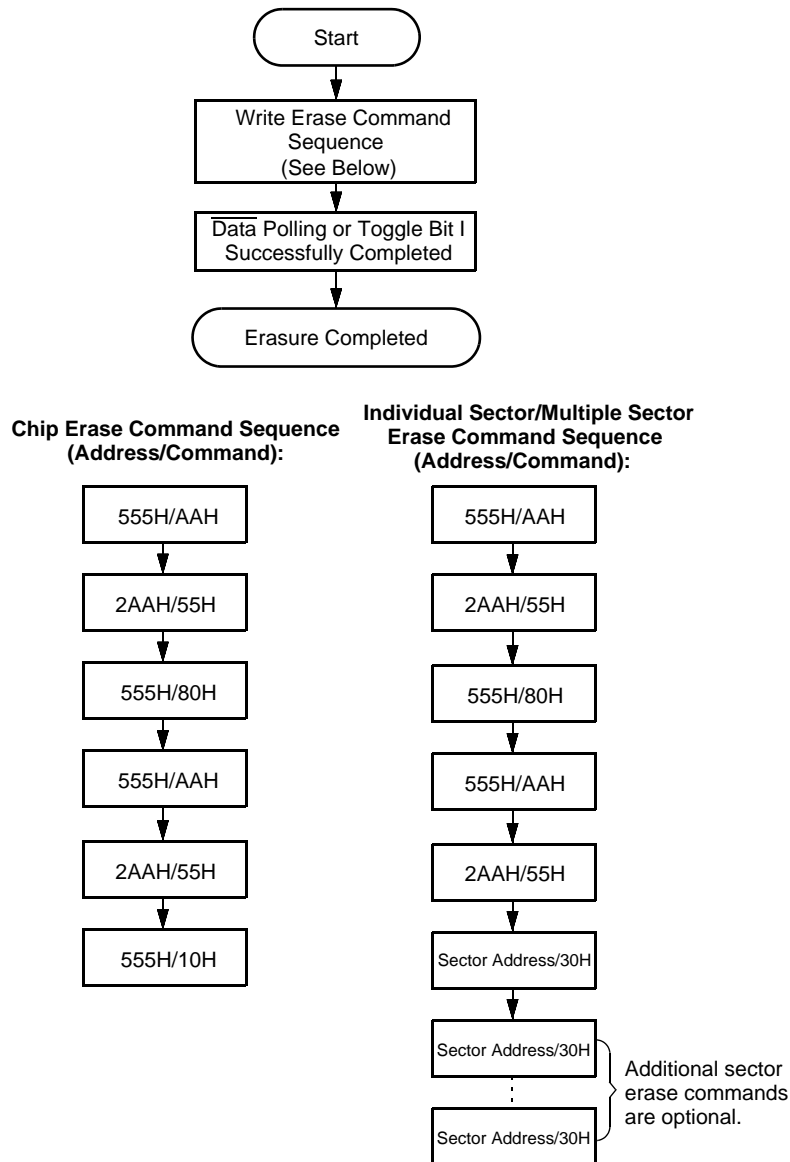 Start
Write Erase Command
Sequence
(See Below)
Data Polling or Toggle Bit I
Successfully Completed
Erasure Completed
Chip Erase Command Sequence
(Address/Command):
555H/AAH
2AAH/55H
555H/80H
555H/AAH
2AAH/55H
555H/10H
Individual Sector/Multiple Sector
Erase Command Sequence
(Address/Command):
555H/AAH
2AAH/55H
555H/80H
555H/AAH
2AAH/55H
Sector Address/30H
Sector Address/30H
Sector Address/30H
Additional sector
erase commands
are optional.